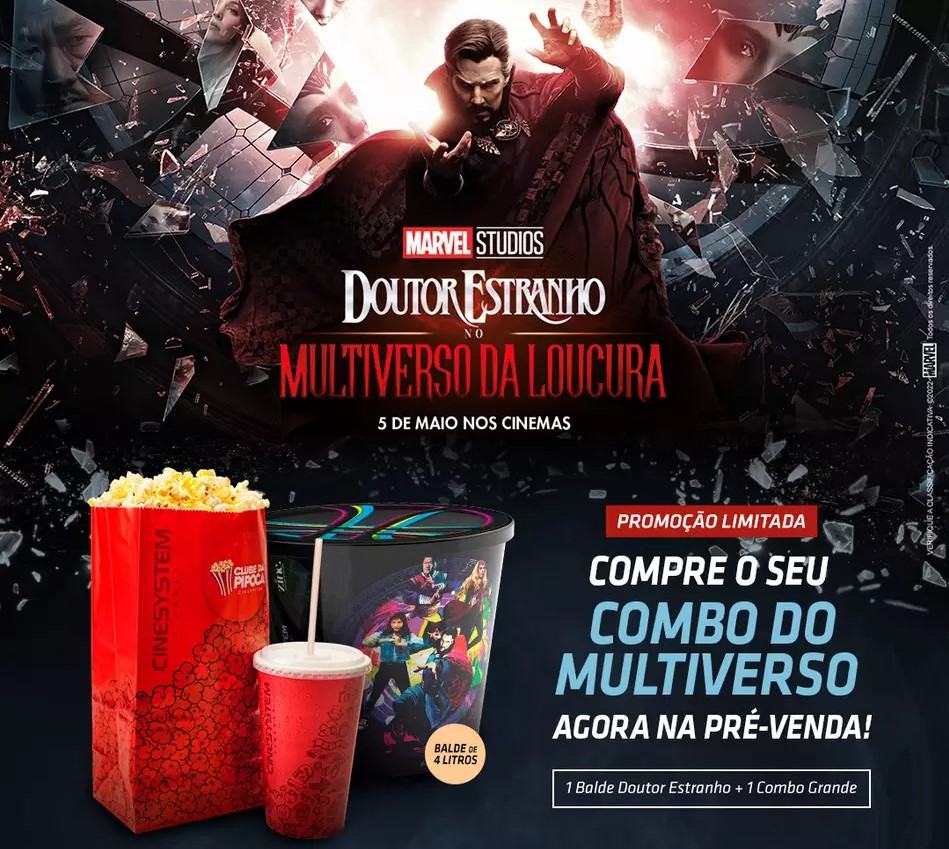 MARVEL STUDIOS
DOUTOR ESTRANHO
NO
MULTIVERSO DA LOUCURA
5 DE MAIO NOS CINEMAS
VERIFIQUE A CLASSIFICAÇÃO INDICATIVA. ©2022 MARVEL Todos os direitos reservados.
CINESYSTEM
CLUBE DA
PIPOCA
zinc
CINESYSTEM
BALDE DE
4 LITROS
PROMOÇÃO LIMITADA
COMPRE O SEU
COMBO DO
MULTIVERSO
AGORA NA PRÉ-VENDA!
1 Balde Doutor Estranho + 1 Combo Grande